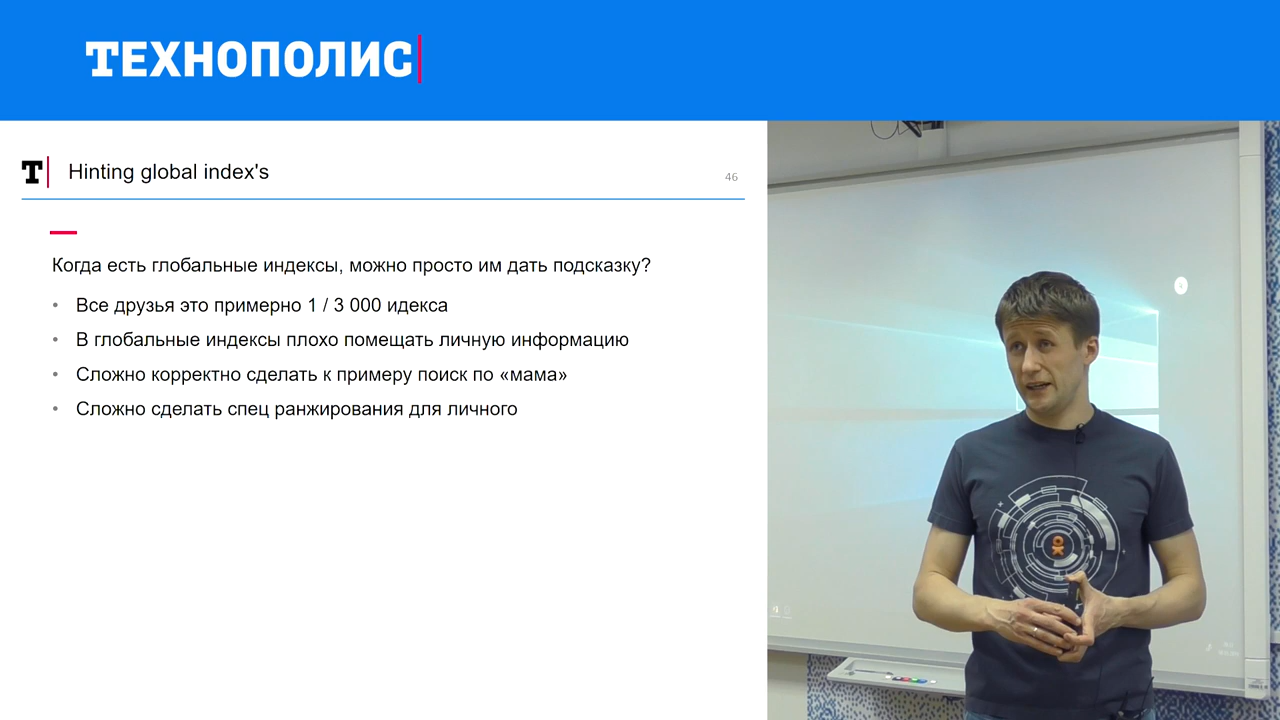 ТЕХНОПОЛИС
T
Hinting global index's
46
Когда есть глобальные индексы, можно просто им дать подсказку?
• Все друзья это примерно 1 / 3 000 идекса
• В глобальные индексы плохо помещать личную информацию
• Сложно корректно сделать к примеру поиск по «мама»
• Сложно сделать спец ранжирования для личного